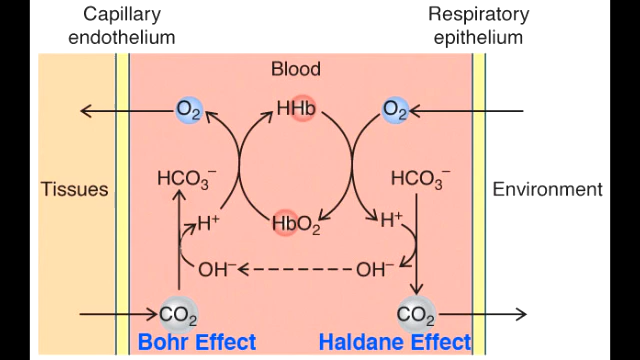 Capillary
endothelium
Respiratory
epithelium
Blood
O₂
HHb
O₂
HCO₃⁻
HCO₃⁻
Tissues
Environment
H⁺
HbO₂
H⁺
OH⁻
OH⁻
CO₂
CO₂
Bohr Effect
Haldane Effect